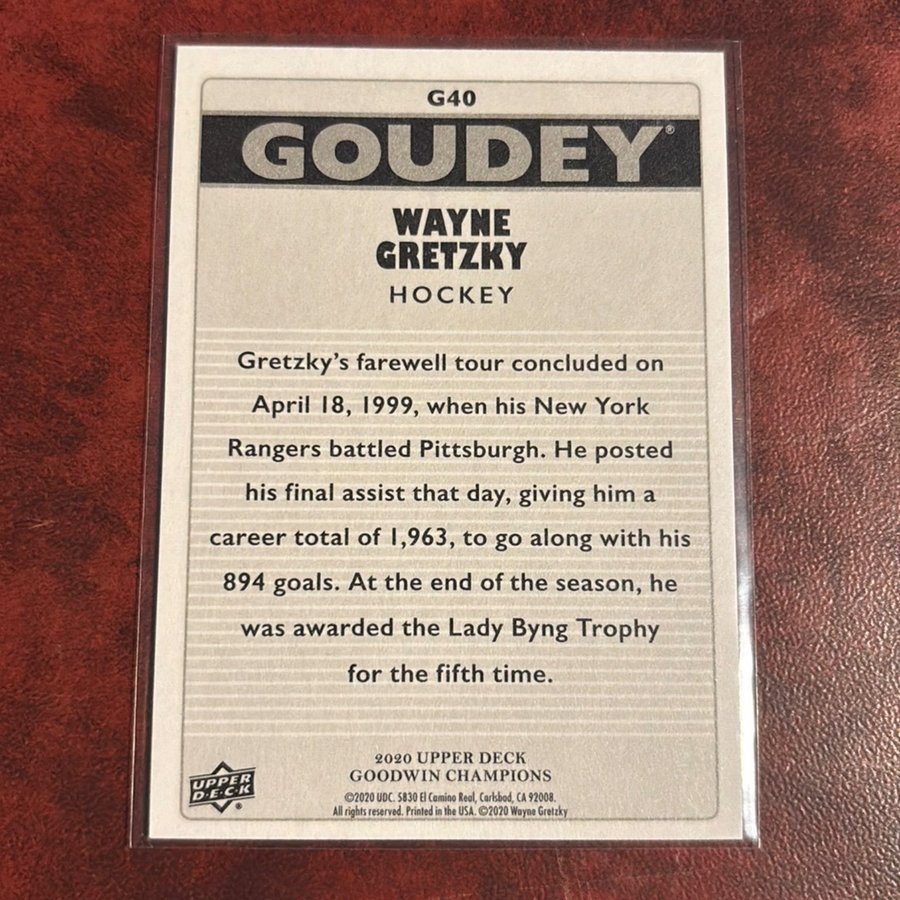 G40
GOUDEY®
WAYNE
GRETZKY
HOCKEY
Gretzky's farewell tour concluded on
April 18, 1999, when his New York
Rangers battled Pittsburgh. He posted
his final assist that day, giving him a
career total of 1,963, to go along with his
894 goals. At the end of the season, he
was awarded the Lady Byng Trophy
for the fifth time.
2020 UPPER DECK
GOODWIN CHAMPIONS
UPPER
D·E·C·K®
©2020 UDC. 5830 El Camino Real, Carlsbad, CA 92008.
All rights reserved. Printed in the USA. ©2020 Wayne Gretzky